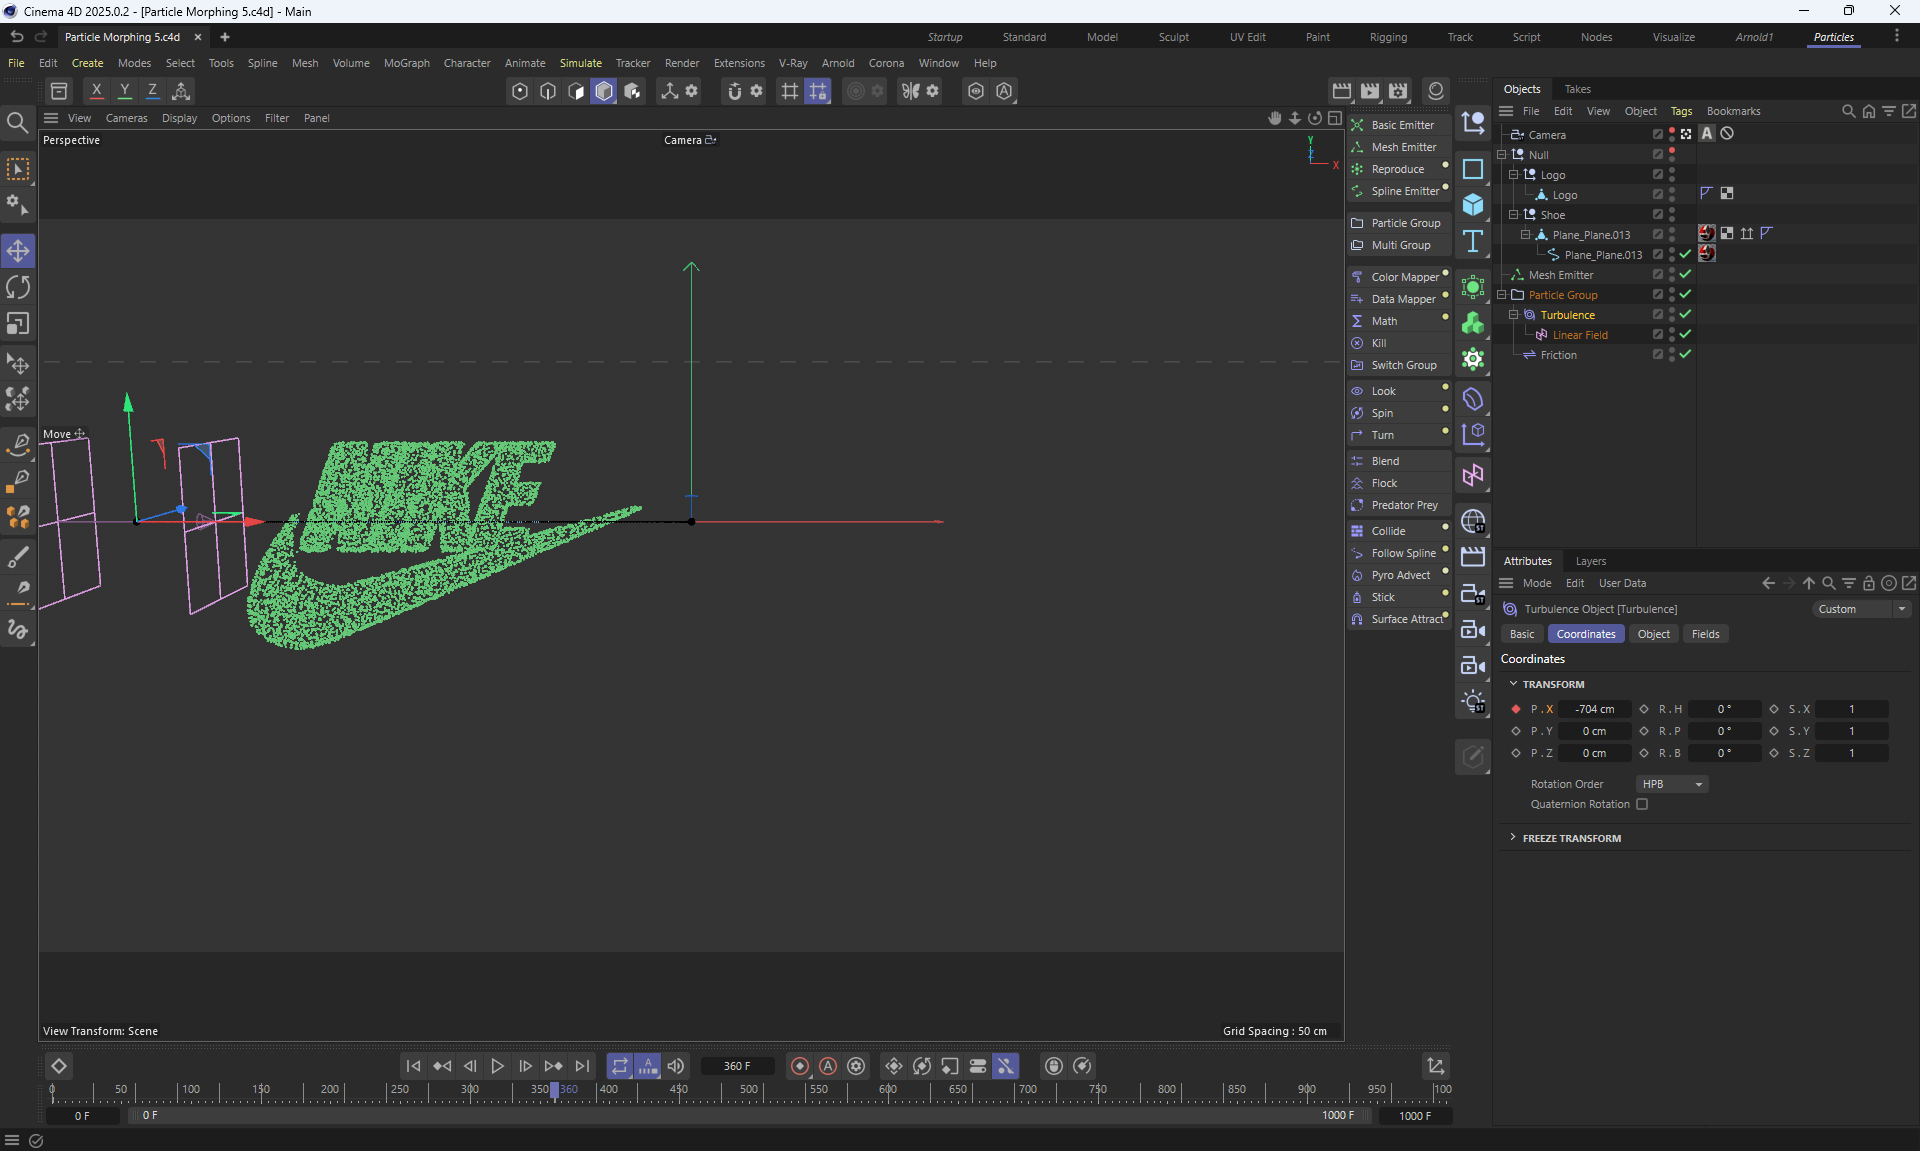 Cinema 4D 2025.0.2 - [Particle Morphing 5.c4d] - Main
Particle Morphing 5.c4d
Startup Standard Model Sculpt UV Edit Paint Rigging Track Script Nodes Visualize Arnold1 Particles
File Edit Create Modes Select Tools Spline Mesh Volume MoGraph Character Animate Simulate Tracker Render Extensions V-Ray Arnold Corona Window Help
X Y Z
View Cameras Display Options Filter Panel
Perspective
Camera
Y
Z
X
Move
NIKE
View Transform: Scene
Grid Spacing : 50 cm
Basic Emitter
Mesh Emitter
Reproduce
Spline Emitter
Particle Group
Multi Group
Color Mapper
Data Mapper
Math
Kill
Switch Group
Look
Spin
Turn
Blend
Flock
Predator Prey
Collide
Follow Spline
Pyro Advect
Stick
Surface Attract
Objects Takes
File Edit View Object Tags Bookmarks
Camera
Null
Logo
Logo
Shoe
Plane_Plane.013
Plane_Plane.013
Mesh Emitter
Particle Group
Turbulence
Linear Field
Friction
Attributes Layers
Mode Edit User Data
Turbulence Object [Turbulence]
Custom
Basic Coordinates Object Fields
Coordinates
TRANSFORM
P . X -704 cm R . H 0 ° S . X 1
P . Y 0 cm R . P 0 ° S . Y 1
P . Z 0 cm R . B 0 ° S . Z 1
Rotation Order HPB
Quaternion Rotation
FREEZE TRANSFORM
360 F
0 50 100 150 200 250 300 350 360 400 450 500 550 600 650 700 750 800 850 900 950 100
0 F 0 F 1000 F 1000 F